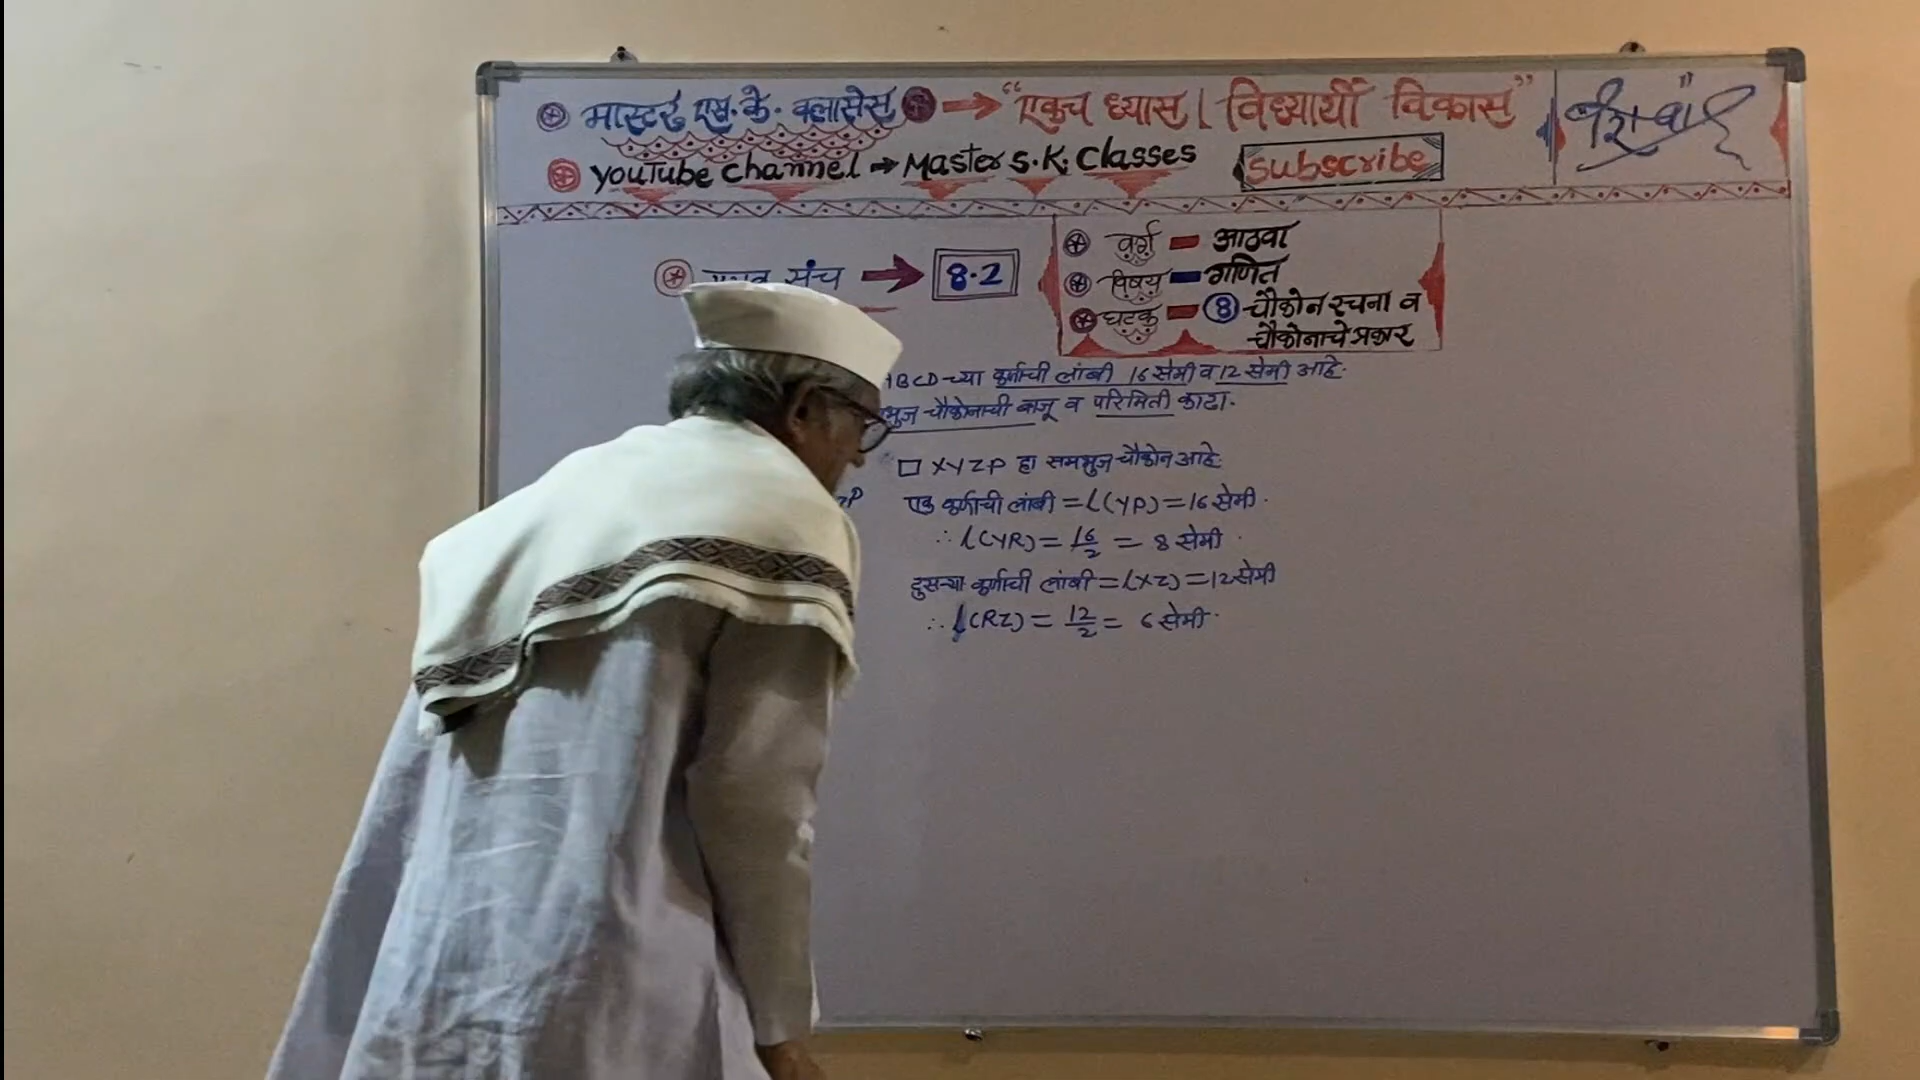 मास्टर एस.के. क्लासेस → "एकच ध्यास। विध्यार्थी विकास"
YouTube channel → Master S.K. Classes subscribe
संच → 8.2
वर्ग - आठवा
विषय - गणित
घटक - 8 चौकोन रचना व
चौकोनाचे प्रकार
BCD च्या कर्णाची लांबी 16 सेमी व 12 सेमी आहे.
भुज चौकोनाची बाजू व परिमिती काढा.
□ XYZP हा समभुज चौकोन आहे.
P
एका कर्णाची लांबी = l(YP) = 16 सेमी.
∴ l(YR) = 16/2 = 8 सेमी.
दुसऱ्या कर्णाची लांबी = l(XZ) = 12 सेमी
∴ l(RZ) = 12/2 = 6 सेमी.